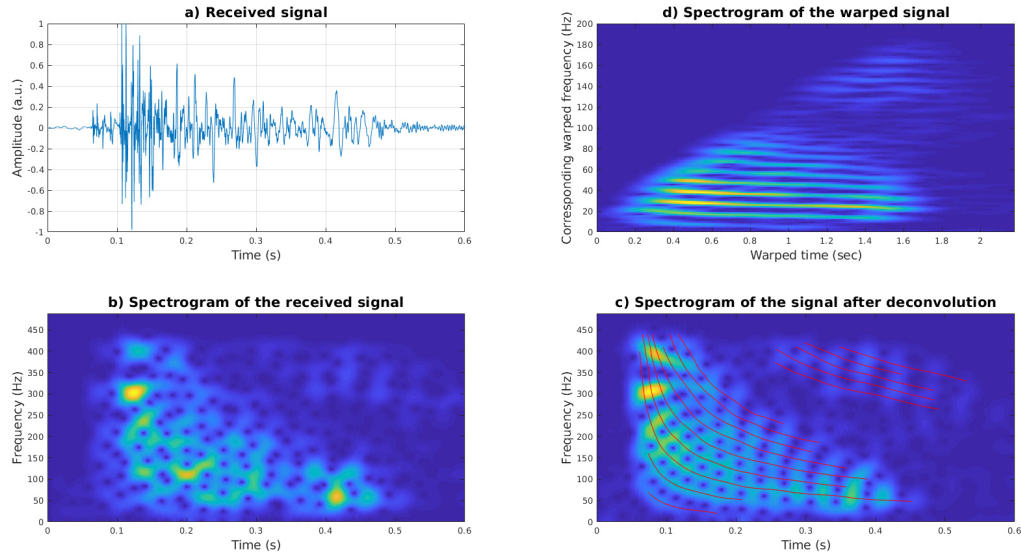 a) Received signal
1
0.8
0.6
0.4
0.2
0
-0.2
-0.4
-0.6
-0.8
-1
Amplitude (a.u.)
0 0.1 0.2 0.3 0.4 0.5 0.6
Time (s)
d) Spectrogram of the warped signal
200
180
160
140
120
100
80
60
40
20
0
Corresponding warped frequency (Hz)
0 0.2 0.4 0.6 0.8 1 1.2 1.4 1.6 1.8 2
Warped time (sec)
b) Spectrogram of the received signal
450
400
350
300
250
200
150
100
50
0
Frequency (Hz)
0 0.1 0.2 0.3 0.4 0.5 0.6
Time (s)
c) Spectrogram of the signal after deconvolution
450
400
350
300
250
200
150
100
50
0
Frequency (Hz)
0 0.1 0.2 0.3 0.4 0.5 0.6
Time (s)